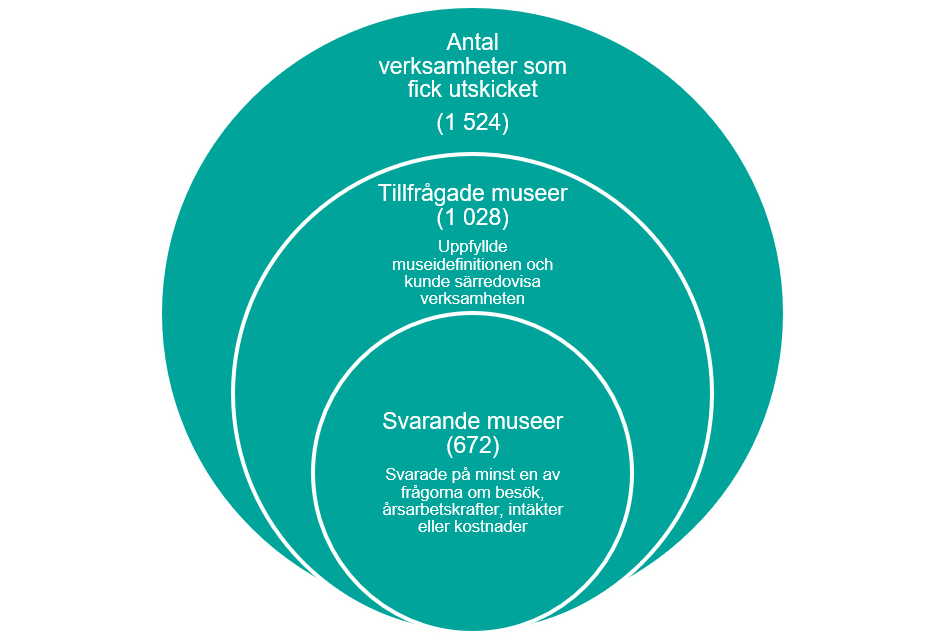 Antal
verksamheter som
fick utskicket
(1 524)
Tillfrågade museer
(1 028)
Uppfyllde
museidefinitionen och
kunde särredovisa
verksamheten
Svarande museer
(672)
Svarade på minst en av
frågorna om besök,
årsarbetskrafter, intäkter
eller kostnader